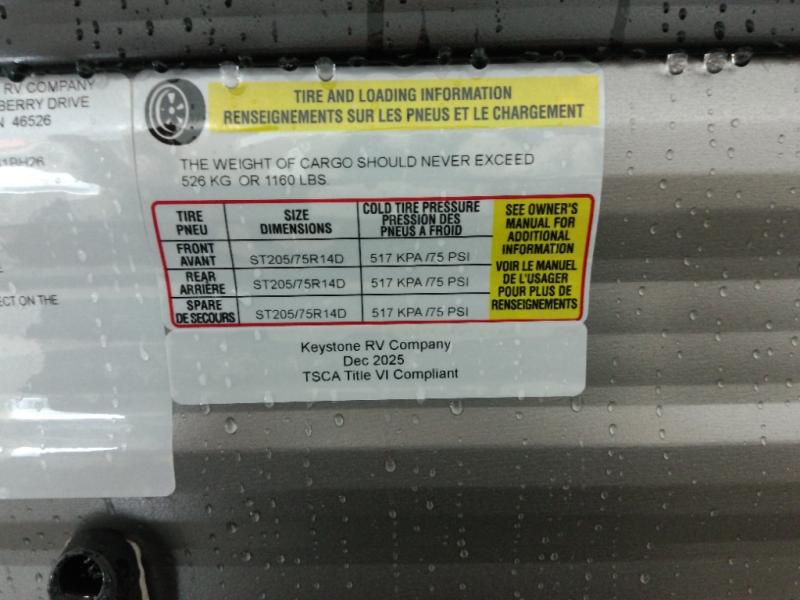 RV COMPANY
BERRY DRIVE
46526
TIRE AND LOADING INFORMATION
RENSEIGNEMENTS SUR LES PNEUS ET LE CHARGEMENT
THE WEIGHT OF CARGO SHOULD NEVER EXCEED
526 KG OR 1160 LBS.
TIRE
PNEU
SIZE
DIMENSIONS
COLD TIRE PRESSURE
PRESSION DES
PNEUS A FROID
SEE OWNER'S
MANUAL FOR
ADDITIONAL
INFORMATION
VOIR LE MANUEL
DE L'USAGER
POUR PLUS DE
RENSEIGNEMENTS
FRONT
AVANT
ST205/75R14D
517 KPA /75 PSI
REAR
ARRIÈRE
ST205/75R14D
517 KPA /75 PSI
SPARE
DE SECOURS
ST205/75R14D
517 KPA /75 PSI
ECT ON THE
Keystone RV Company
Dec 2025
TSCA Title VI Compliant